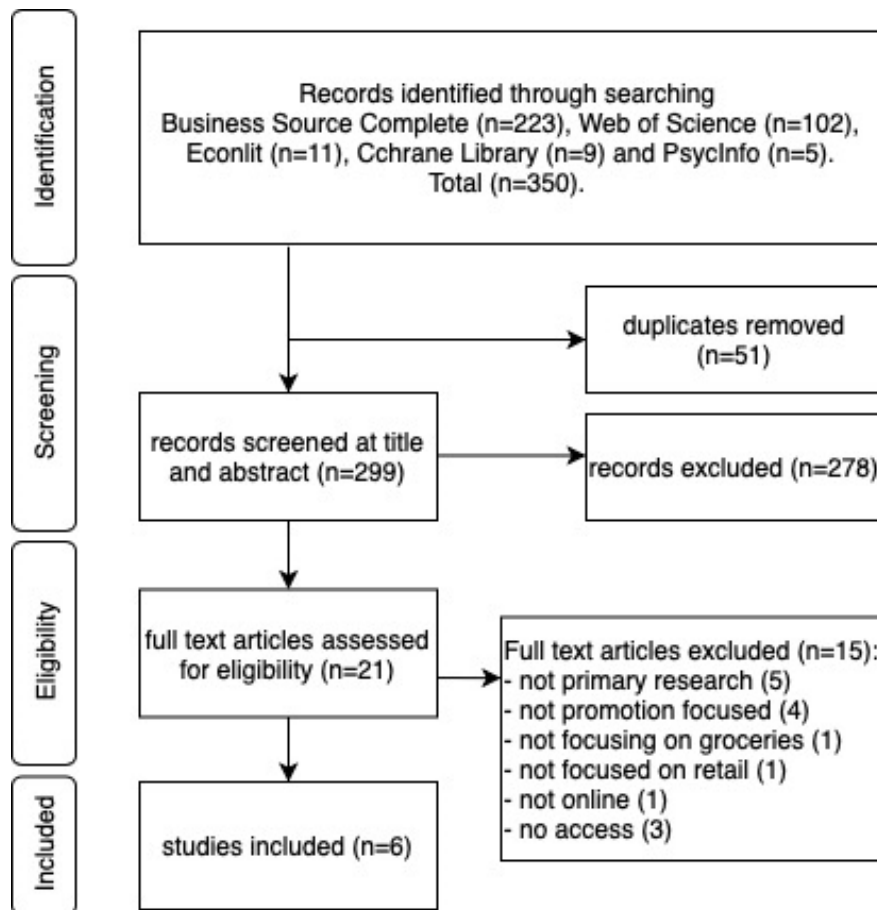 Identification
Records identified through searching
Business Source Complete (n=223), Web of Science (n=102),
Econlit (n=11), Cchrane Library (n=9) and PsycInfo (n=5).
Total (n=350).
Screening
duplicates removed
(n=51)
records screened at title
and abstract (n=299)
records excluded (n=278)
Eligibility
full text articles assessed
for eligibility (n=21)
Full text articles excluded (n=15):
- not primary research (5)
- not promotion focused (4)
- not focusing on groceries (1)
- not focused on retail (1)
- not online (1)
- no access (3)
Included
studies included (n=6)